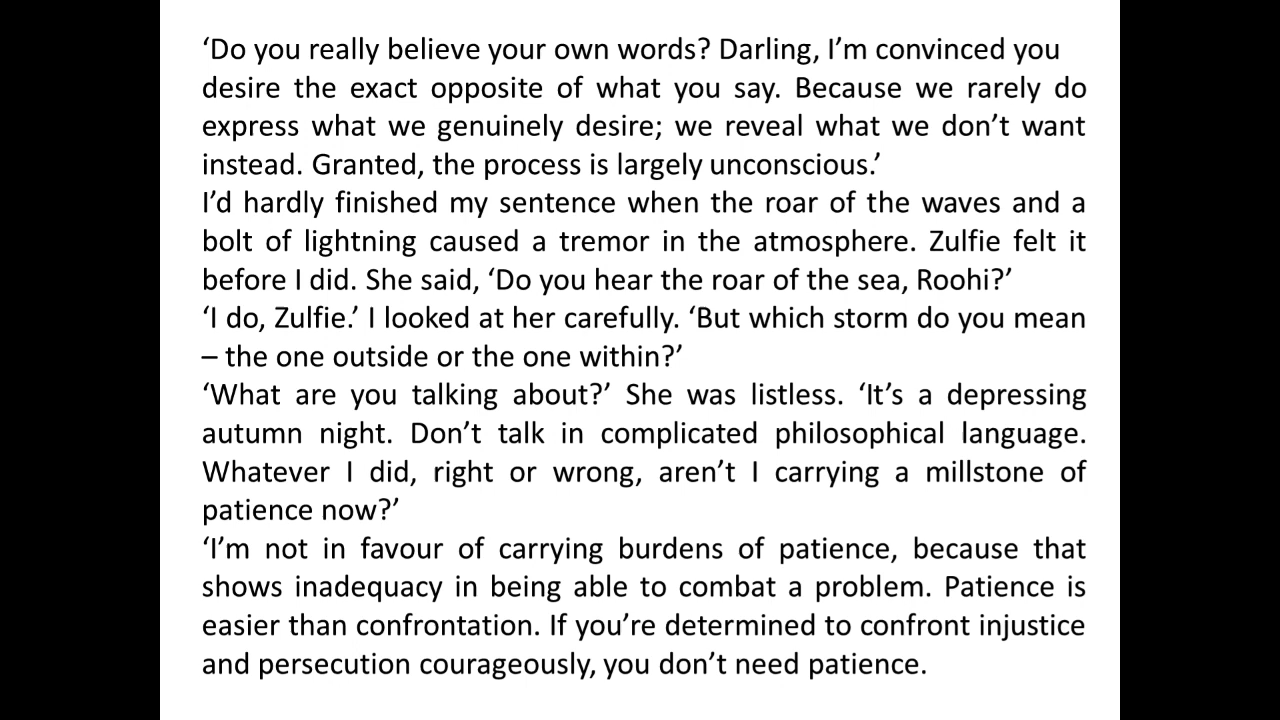 ‘Do you really believe your own words? Darling, I’m convinced you
desire the exact opposite of what you say. Because we rarely do
express what we genuinely desire; we reveal what we don’t want
instead. Granted, the process is largely unconscious.’
I’d hardly finished my sentence when the roar of the waves and a
bolt of lightning caused a tremor in the atmosphere. Zulfie felt it
before I did. She said, ‘Do you hear the roar of the sea, Roohi?’
‘I do, Zulfie.’ I looked at her carefully. ‘But which storm do you mean
– the one outside or the one within?’
‘What are you talking about?’ She was listless. ‘It’s a depressing
autumn night. Don’t talk in complicated philosophical language.
Whatever I did, right or wrong, aren’t I carrying a millstone of
patience now?’
‘I’m not in favour of carrying burdens of patience, because that
shows inadequacy in being able to combat a problem. Patience is
easier than confrontation. If you’re determined to confront injustice
and persecution courageously, you don’t need patience.